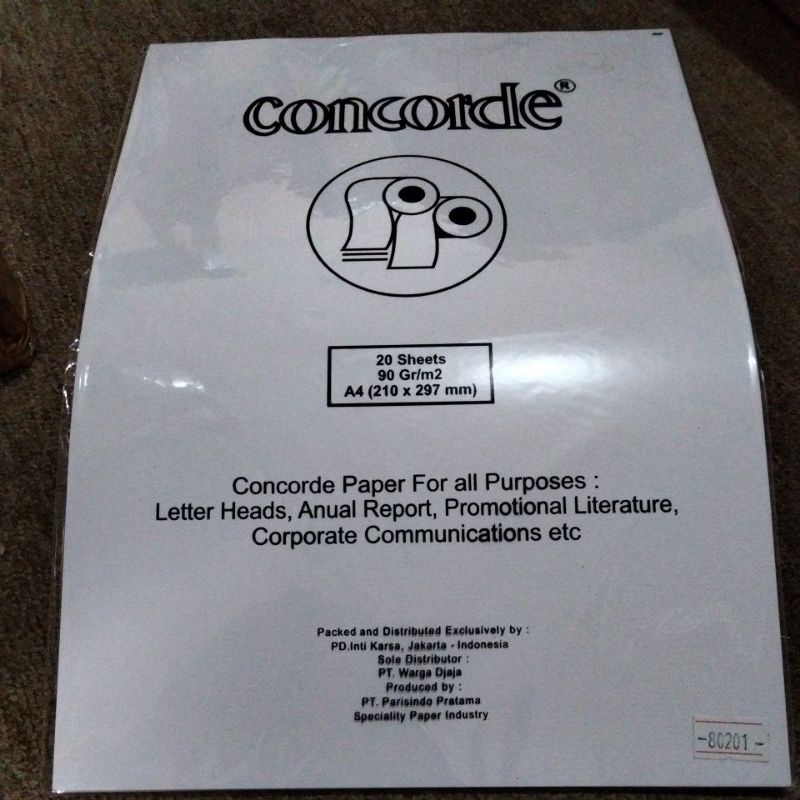 concorde®
20 Sheets
90 Gr/m2
A4 (210 x 297 mm)
Concorde Paper For all Purposes :
Letter Heads, Anual Report, Promotional Literature,
Corporate Communications etc
Packed and Distributed Exclusively by :
PD.Inti Karsa, Jakarta - Indonesia
Sole Distributor :
PT. Warga Djaja
Produced by :
PT. Parisindo Pratama
Speciality Paper Industry
-80201-